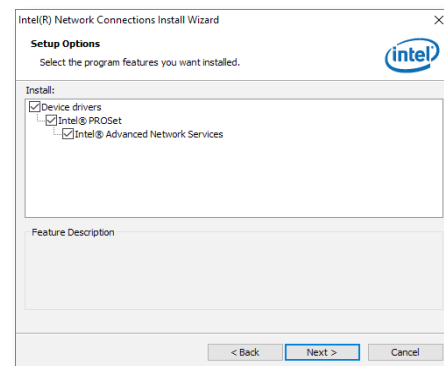 Intel(R) Network Connections Install Wizard
Setup Options
Select the program features you want installed.
intel
Install:
Device drivers
Intel® PROSet
Intel® Advanced Network Services
Feature Description
< Back
Next >
Cancel